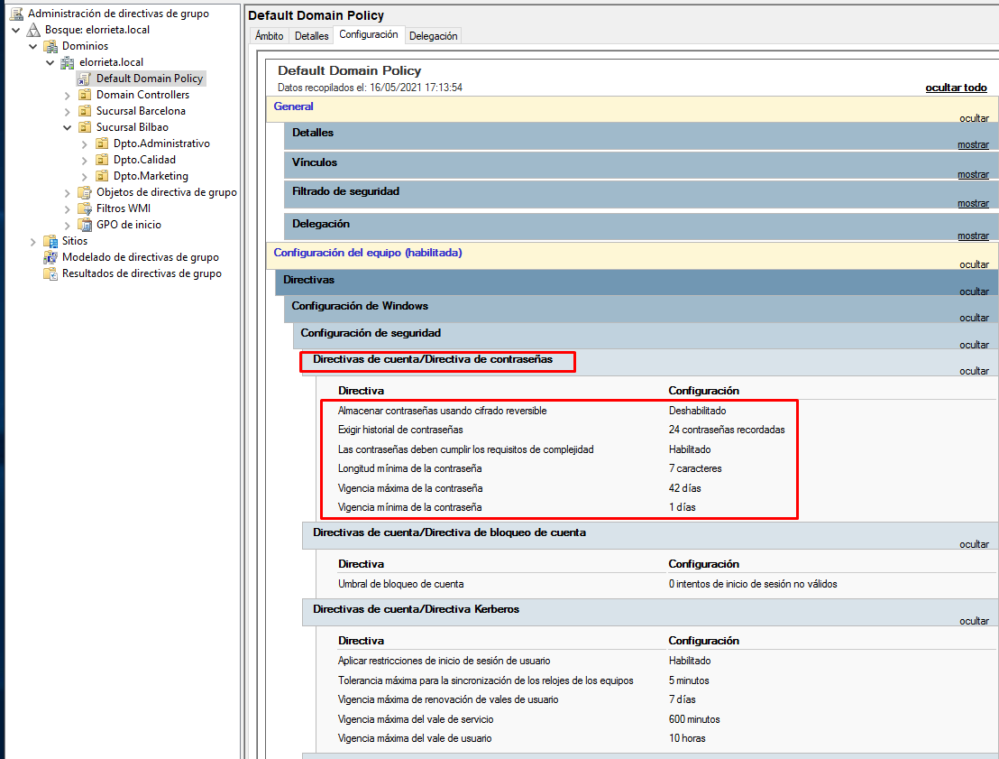 Administración de directivas de grupo
Bosque: elorrieta.local
Dominios
elorrieta.local
Default Domain Policy
Domain Controllers
Sucursal Barcelona
Sucursal Bilbao
Dpto.Administrativo
Dpto.Calidad
Dpto.Marketing
Objetos de directiva de grupo
Filtros WMI
GPO de inicio
Sitios
Modelado de directivas de grupo
Resultados de directivas de grupo
Default Domain Policy
Ámbito Detalles Configuración Delegación
Default Domain Policy
Datos recopilados el: 16/05/2021 17:13:54 ocultar todo
General ocultar
Detalles mostrar
Vínculos mostrar
Filtrado de seguridad mostrar
Delegación mostrar
Configuración del equipo (habilitada) ocultar
Directivas ocultar
Configuración de Windows ocultar
Configuración de seguridad ocultar
Directivas de cuenta/Directiva de contraseñas ocultar
Directiva Configuración
Almacenar contraseñas usando cifrado reversible Deshabilitado
Exigir historial de contraseñas 24 contraseñas recordadas
Las contraseñas deben cumplir los requisitos de complejidad Habilitado
Longitud mínima de la contraseña 7 caracteres
Vigencia máxima de la contraseña 42 días
Vigencia mínima de la contraseña 1 días
Directivas de cuenta/Directiva de bloqueo de cuenta ocultar
Directiva Configuración
Umbral de bloqueo de cuenta 0 intentos de inicio de sesión no válidos
Directivas de cuenta/Directiva Kerberos ocultar
Directiva Configuración
Aplicar restricciones de inicio de sesión de usuario Habilitado
Tolerancia máxima para la sincronización de los relojes de los equipos 5 minutos
Vigencia máxima de renovación de vales de usuario 7 días
Vigencia máxima del vale de servicio 600 minutos
Vigencia máxima del vale de usuario 10 horas